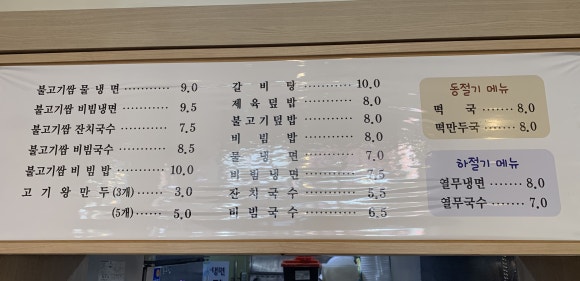 불고기쌈 물 냉 면 ············ 9.0
불고기쌈 비빔냉면 ············ 9.5
불고기쌈 잔치국수 ············ 7.5
불고기쌈 비빔국수 ············ 8.5
불고기쌈 비 빔 밥 ············ 10.0
고 기 왕 만 두 (3개) ······ 3.0
(5개) ······ 5.0
갈 비 탕 ············ 10.0
제 육 덮 밥 ·········· 8.0
불고기덮밥 ·········· 8.0
비 빔 밥 ············ 8.0
물 냉 면 ············ 7.0
비 빔 냉 면 ·········· 7.5
잔 치 국 수 ·········· 5.5
비 빔 국 수 ·········· 6.5
동절기 메뉴
떡 국 ······· 8.0
떡만두국 ······· 8.0
하절기 메뉴
열무냉면 ······· 8.0
열무국수 ······· 7.0